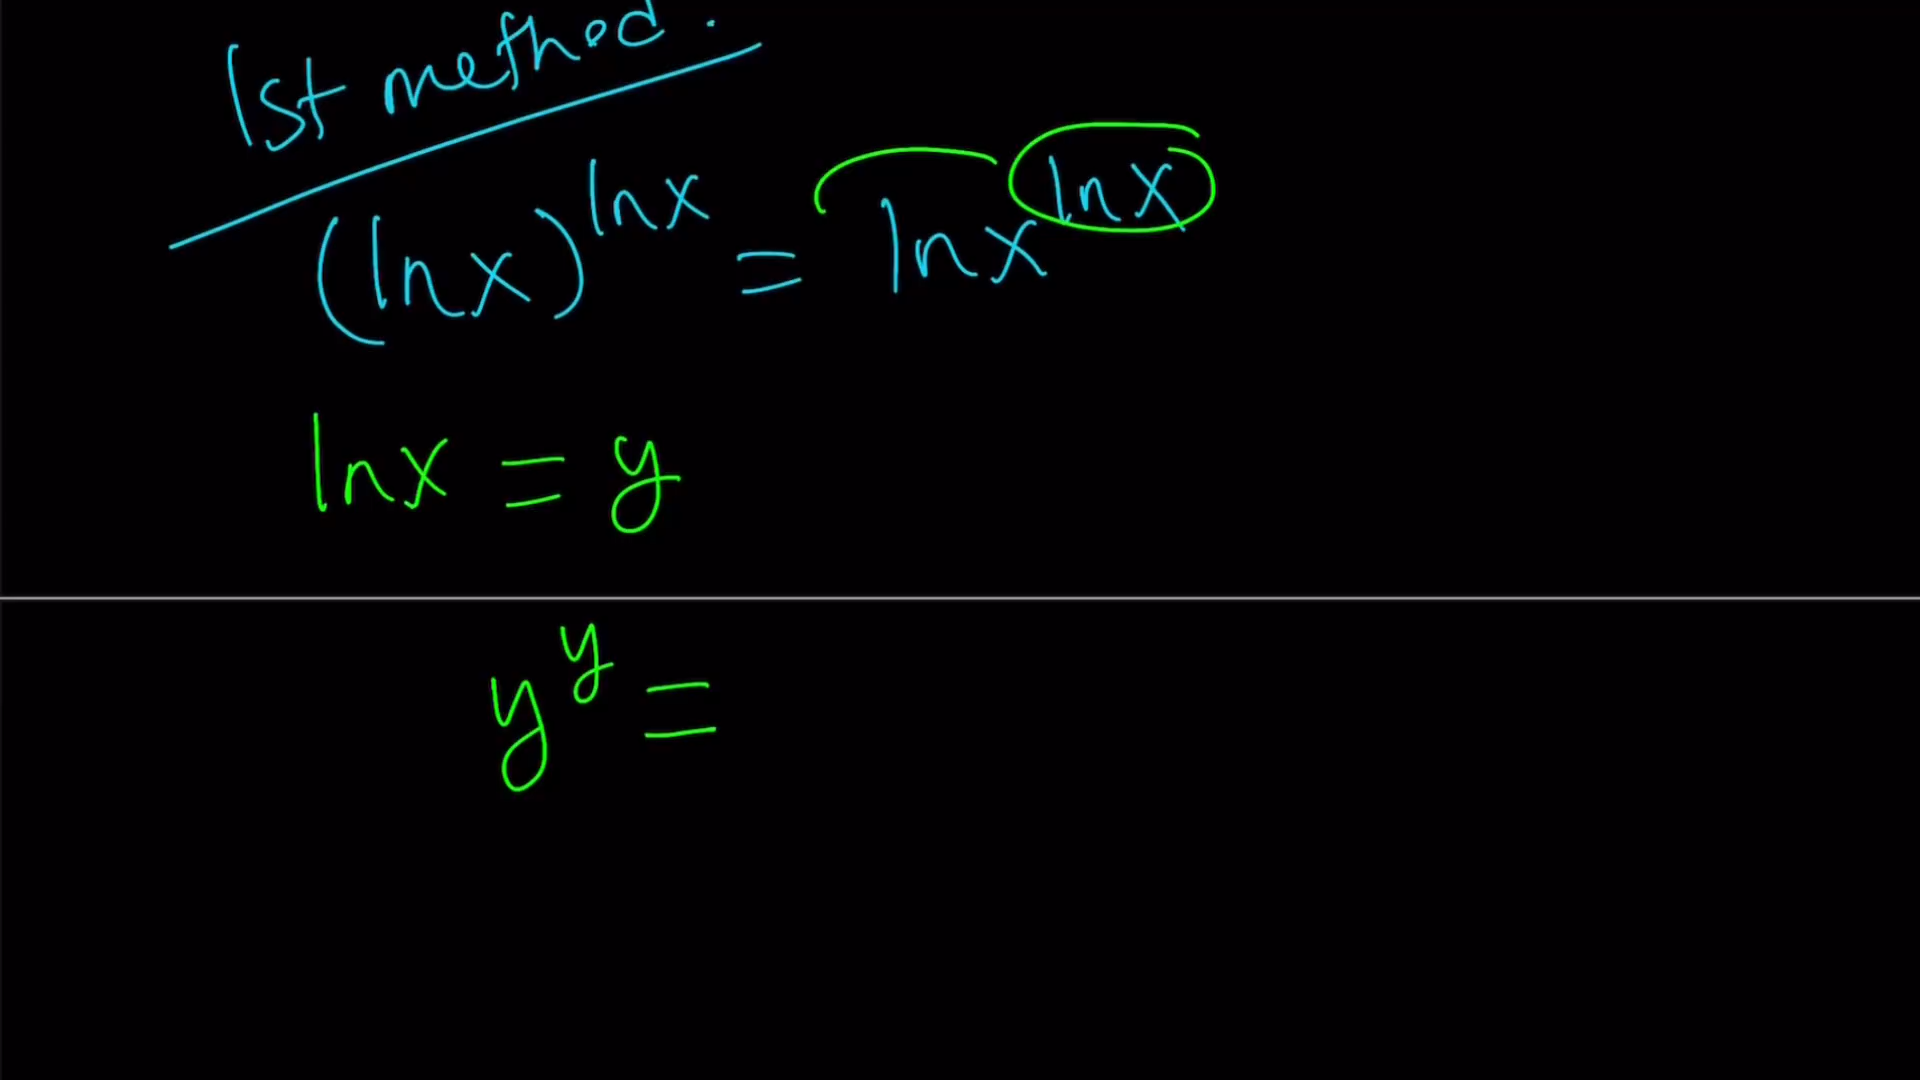 1st method.
(lnx)^lnx = lnx^lnx
lnx = y
y^y =